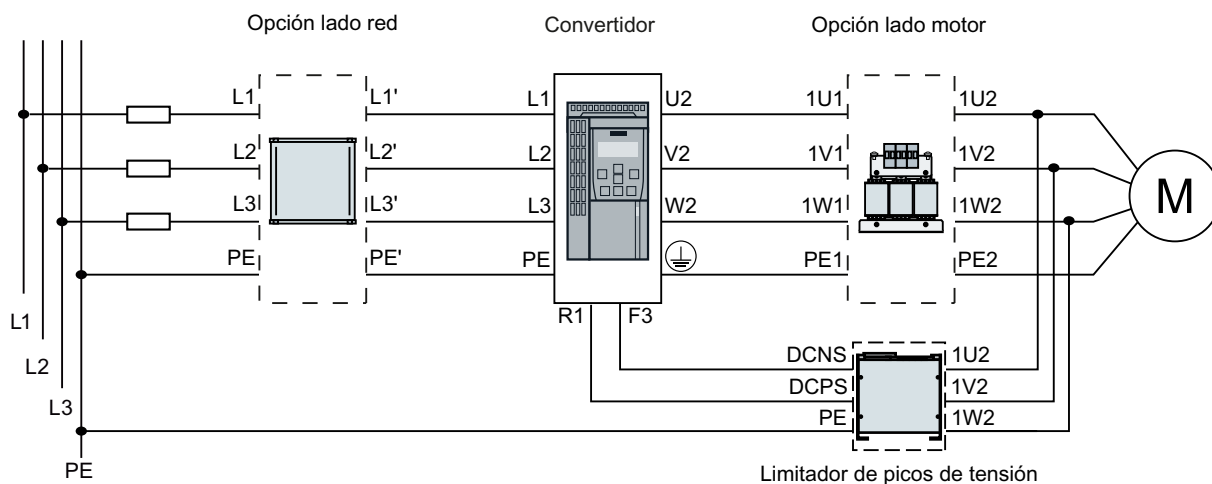 Opción lado red
Convertidor
Opción lado motor
L1 L1' L1 U2 1U1 1U2
L2 L2' L2 V2 1V1 1V2
L3 L3' L3 W2 1W1 1W2
M
PE PE' PE PE1 PE2
R1 F3
L1
L2
L3
PE
DCNS 1U2
DCPS 1V2
PE 1W2
Limitador de picos de tensión